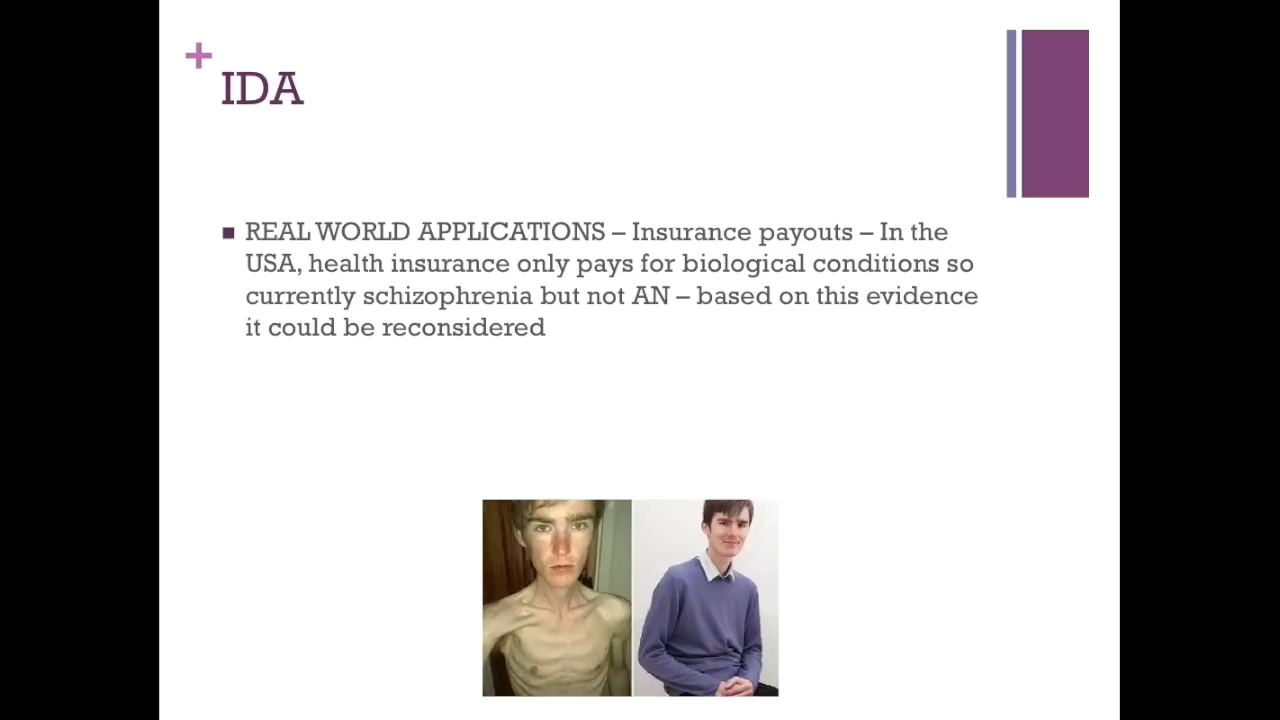 IDA
REAL WORLD APPLICATIONS – Insurance payouts – In the
USA, health insurance only pays for biological conditions so
currently schizophrenia but not AN – based on this evidence
it could be reconsidered